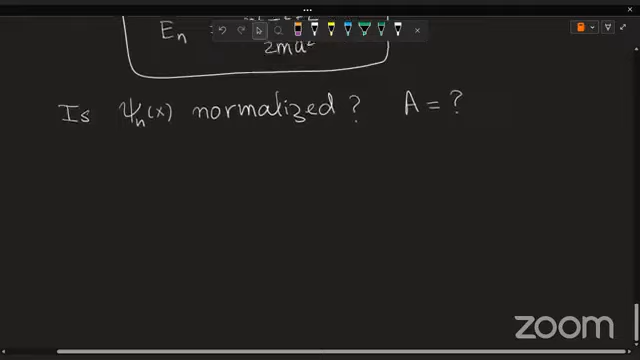 Eₙ =
2ma²
Is ψₙ(x) normalized ? A = ?
zoom